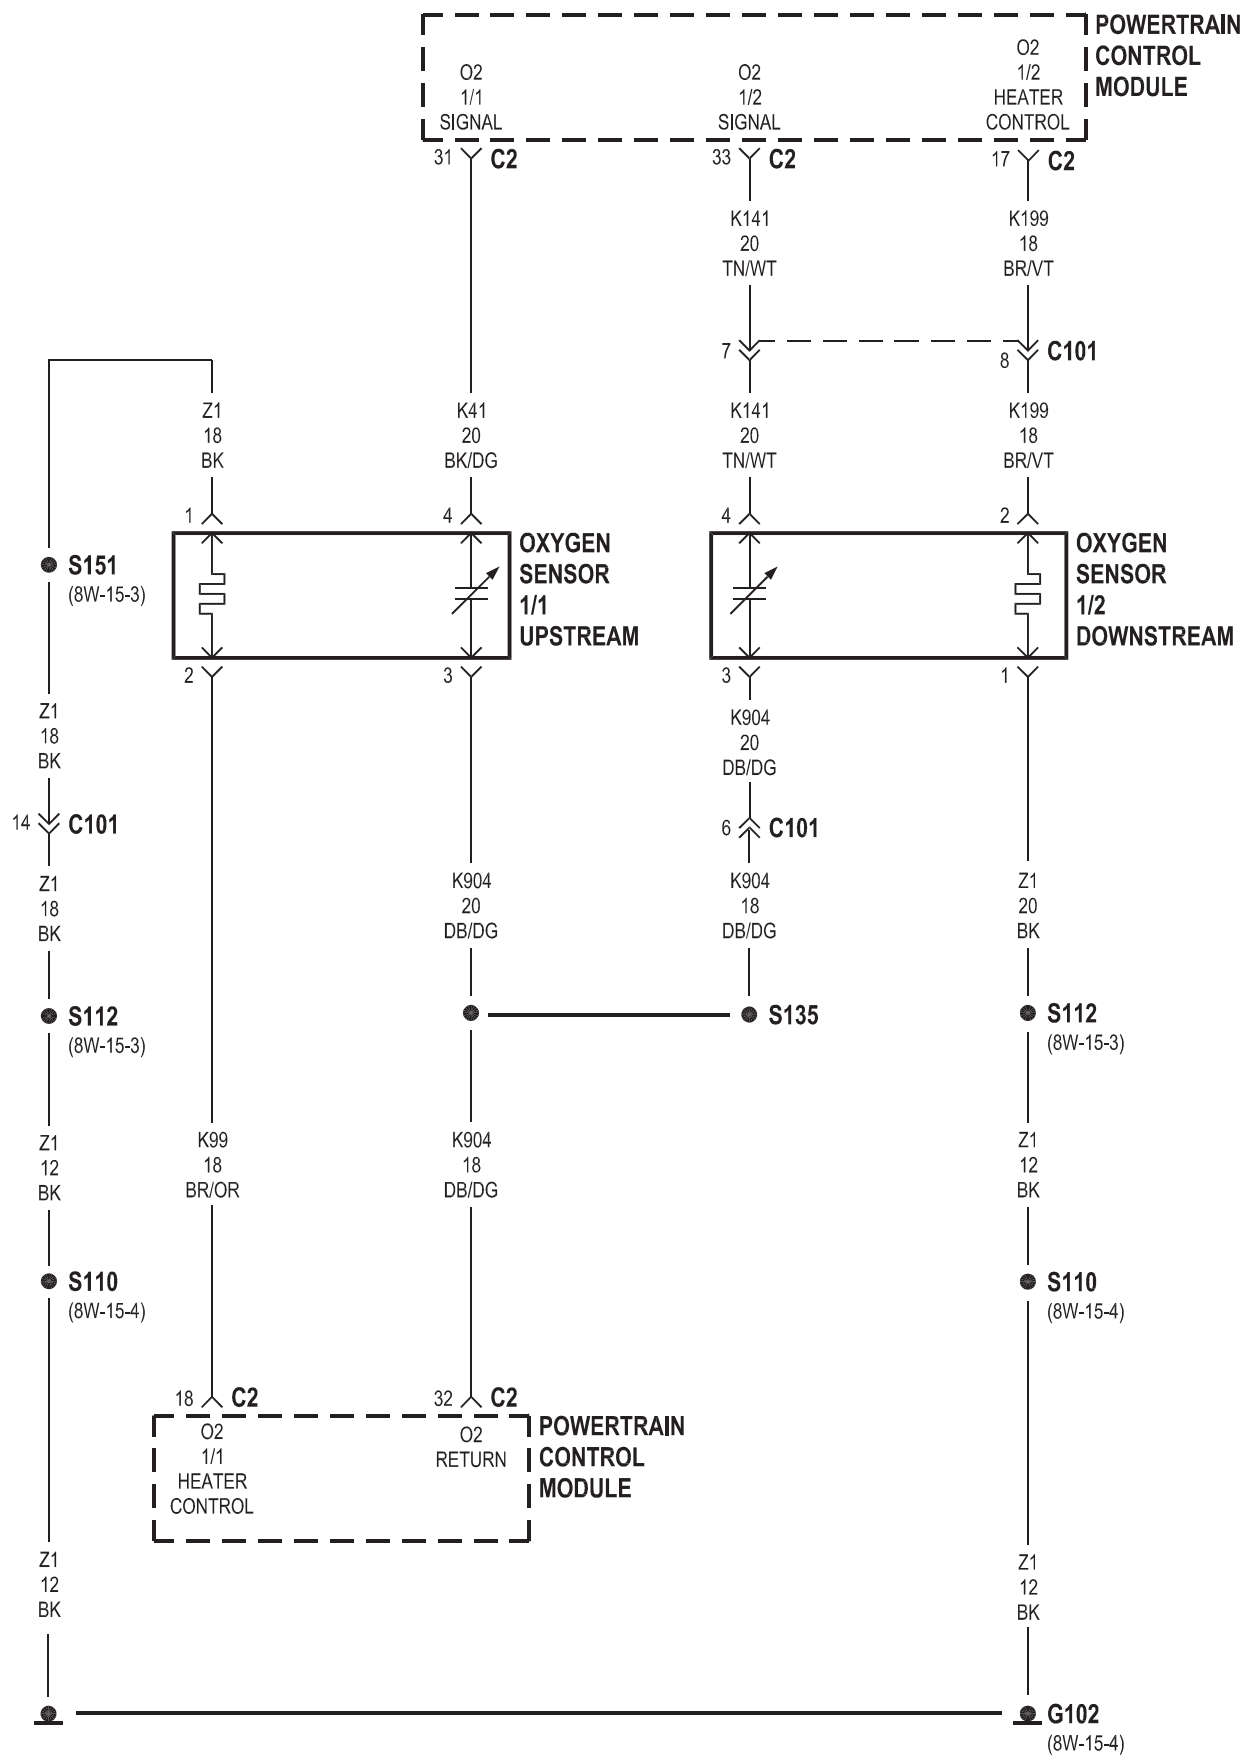 POWERTRAIN
CONTROL
MODULE
O2
1/1
SIGNAL
O2
1/2
SIGNAL
O2
1/2
HEATER
CONTROL
31 C2
33 C2
17 C2
K141
20
TN/WT
K199
18
BR/VT
7
8 C101
Z1
18
BK
K41
20
BK/DG
K141
20
TN/WT
K199
18
BR/VT
1
4
4
2
OXYGEN
SENSOR
1/1
UPSTREAM
OXYGEN
SENSOR
1/2
DOWNSTREAM
S151
(8W-15-3)
2
3
3
1
Z1
18
BK
K904
20
DB/DG
14 C101
6 C101
Z1
18
BK
K904
20
DB/DG
K904
18
DB/DG
Z1
20
BK
S112
(8W-15-3)
S135
S112
(8W-15-3)
Z1
12
BK
K99
18
BR/OR
K904
18
DB/DG
Z1
12
BK
S110
(8W-15-4)
S110
(8W-15-4)
18 C2
32 C2
O2
1/1
HEATER
CONTROL
O2
RETURN
POWERTRAIN
CONTROL
MODULE
Z1
12
BK
Z1
12
BK
G102
(8W-15-4)